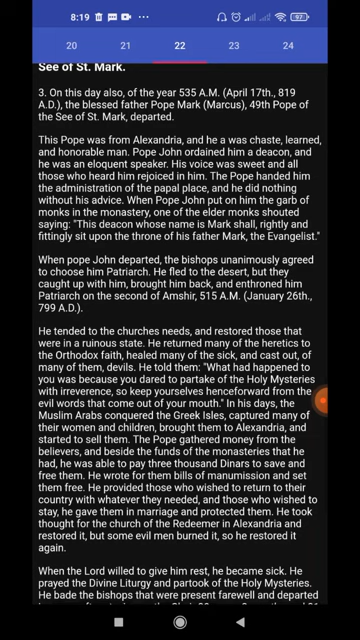 8:19
97
20 21 22 23 24
See of St. Mark.
3. On this day also, of the year 535 A.M. (April 17th., 819
A.D.), the blessed father Pope Mark (Marcus), 49th Pope of
the See of St. Mark, departed.
This Pope was from Alexandria, and he a was chaste, learned,
and honorable man. Pope John ordained him a deacon, and
he was an eloquent speaker. His voice was sweet and all
those who heard him rejoiced in him. The Pope handed him
the administration of the papal place, and he did nothing
without his advice. When Pope John put on him the garb of
monks in the monastery, one of the elder monks shouted
saying: "This deacon whose name is Mark shall, rightly and
fittingly sit upon the throne of his father Mark, the Evangelist."
When pope John departed, the bishops unanimously agreed
to choose him Patriarch. He fled to the desert, but they
caught up with him, brought him back, and enthroned him
Patriarch on the second of Amshir, 515 A.M. (January 26th.,
799 A.D.).
He tended to the churches needs, and restored those that
were in a ruinous state. He returned many of the heretics to
the Orthodox faith, healed many of the sick, and cast out, of
many of them, devils. He told them: "What had happened to
you was because you dared to partake of the Holy Mysteries
with irreverence, so keep yourselves henceforward from the
evil words that come out of your mouth." In his days, the
Muslim Arabs conquered the Greek Isles, captured many of
their women and children, brought them to Alexandria, and
started to sell them. The Pope gathered money from the
believers, and beside the funds of the monasteries that he
had, he was able to pay three thousand Dinars to save and
free them. He wrote for them bills of manumission and set
them free. He provided those who wished to return to their
country with whatever they needed, and those who wished to
stay, he gave them in marriage and protected them. He took
thought for the church of the Redeemer in Alexandria and
restored it, but some evil men burned it, so he restored it
again.
When the Lord willed to give him rest, he became sick. He
prayed the Divine Liturgy and partook of the Holy Mysteries.
He bade the bishops that were present farewell and departed